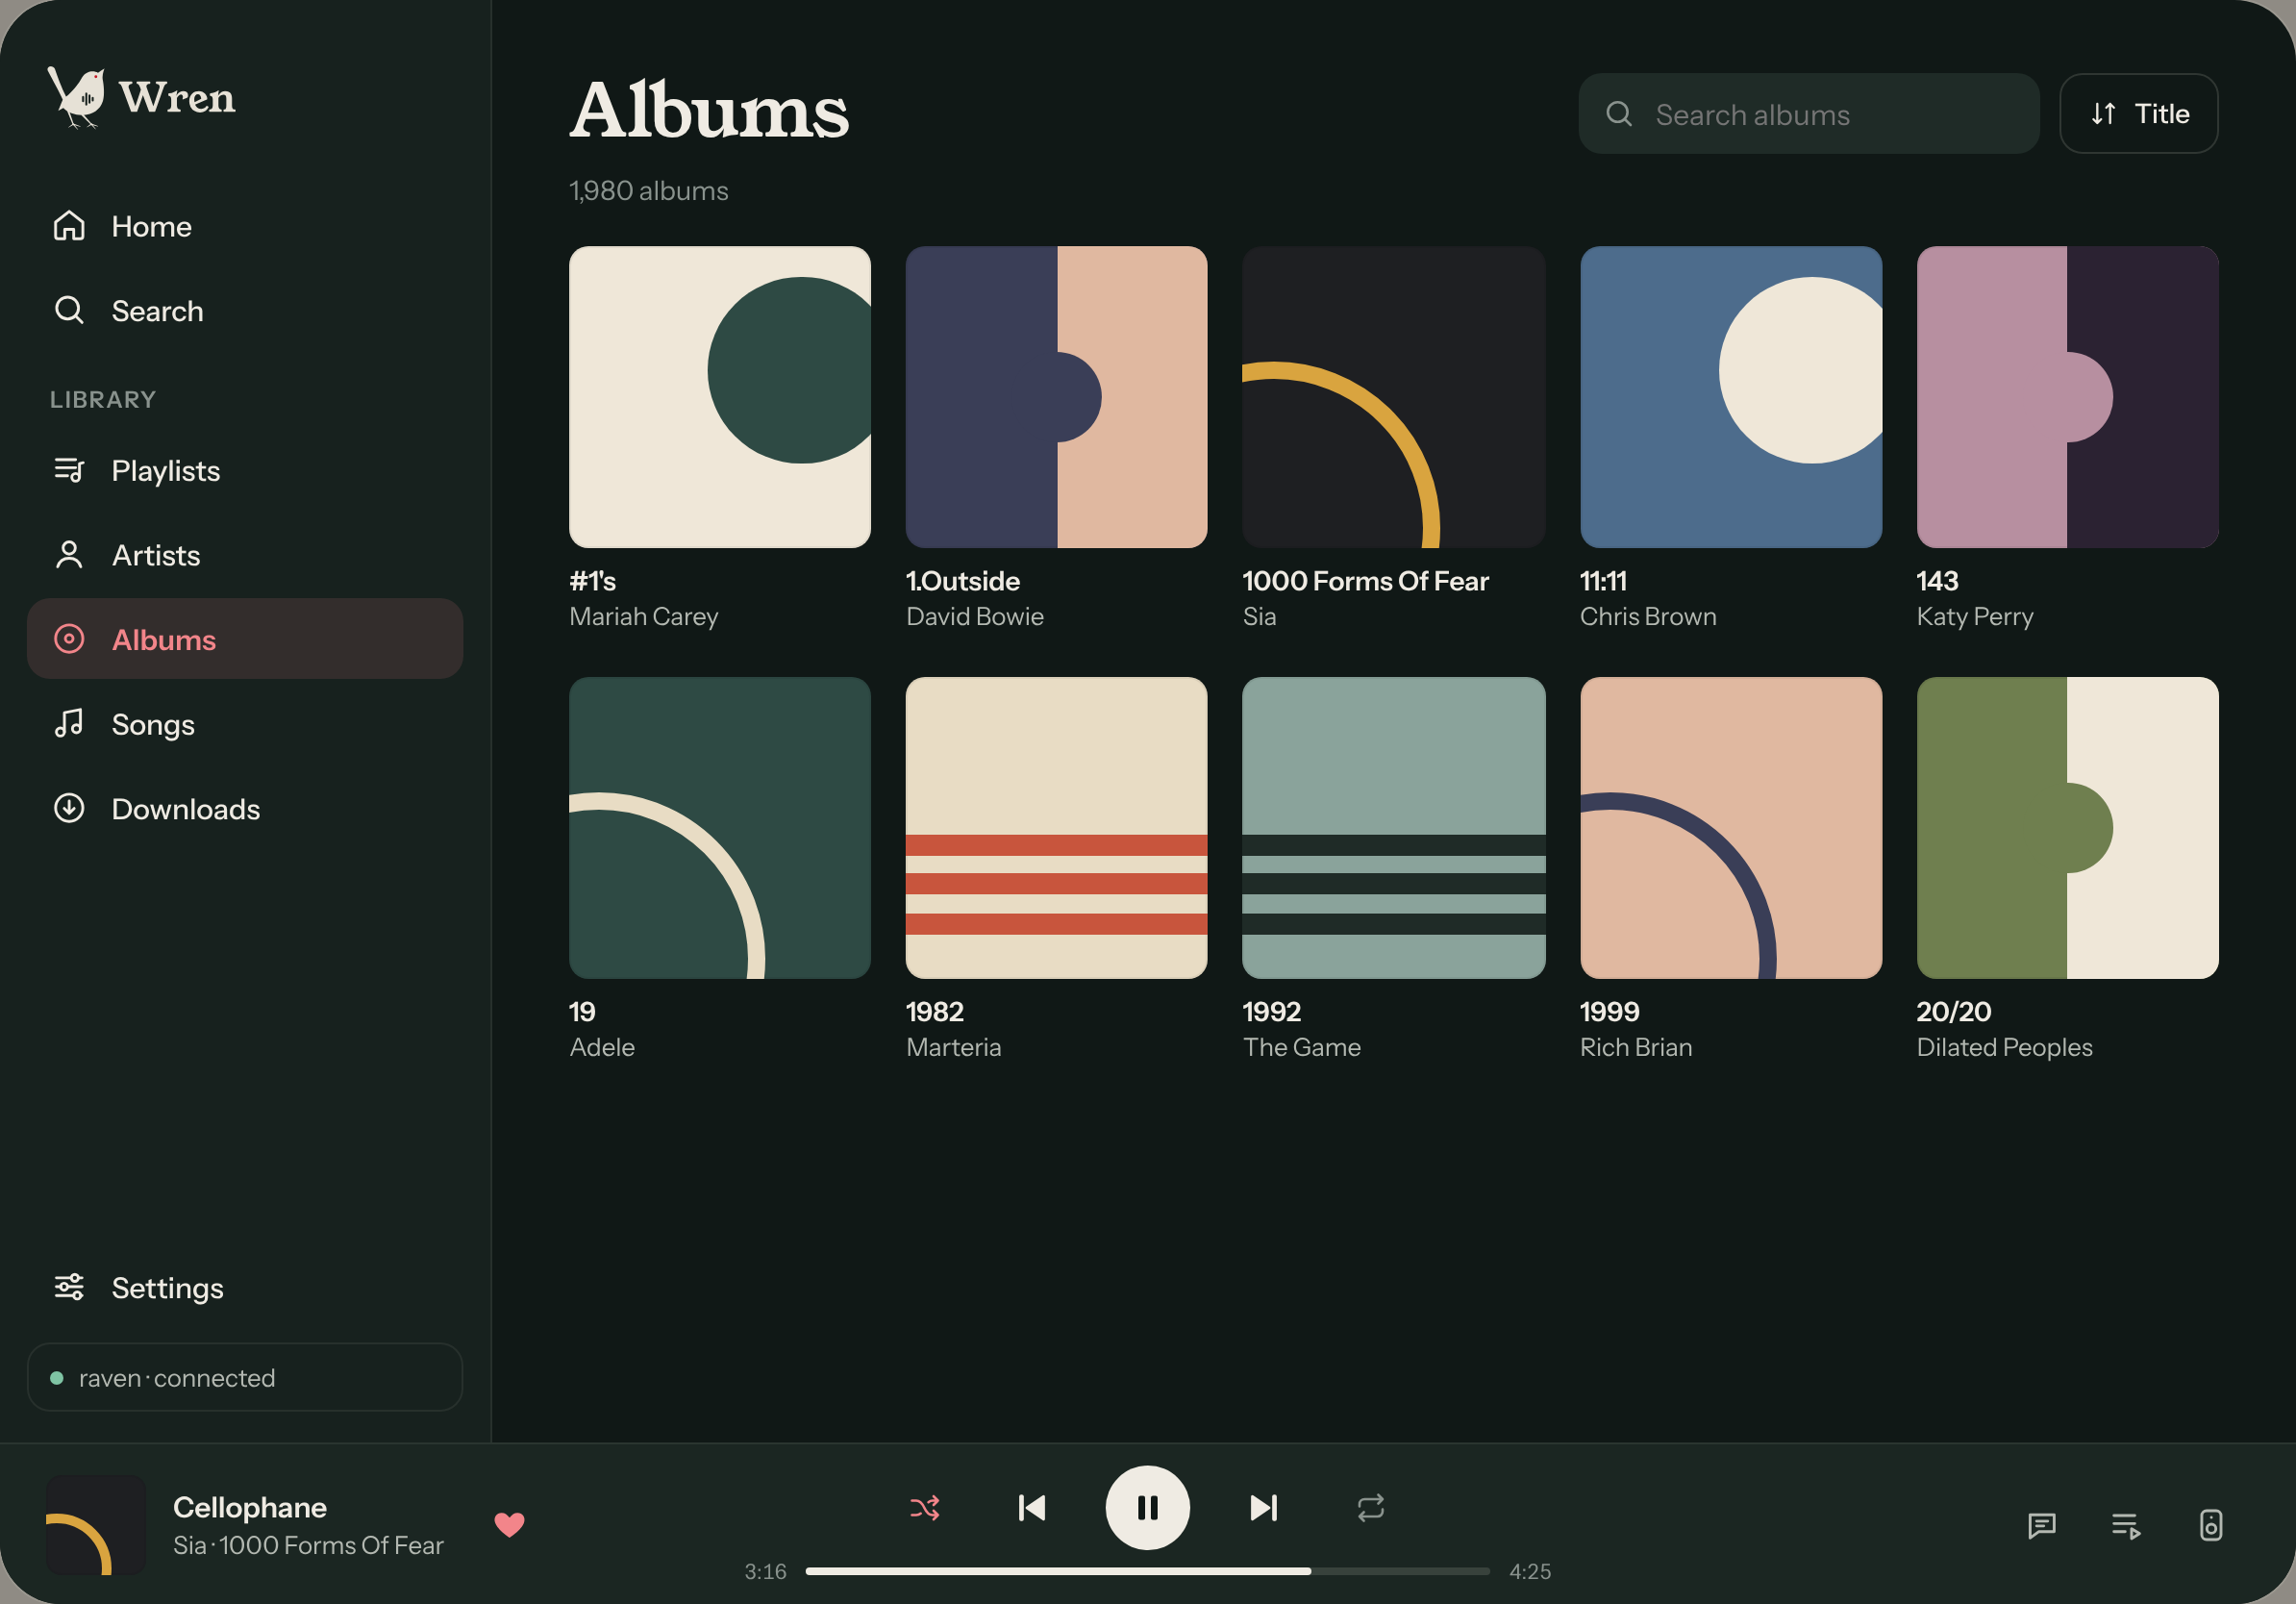 Wren
Home
Search
LIBRARY
Playlists
Artists
Albums
Songs
Downloads
Settings
raven · connected
Albums
1,980 albums
Search albums
Title
#1's
Mariah Carey
1.Outside
David Bowie
1000 Forms Of Fear
Sia
11:11
Chris Brown
143
Katy Perry
19
Adele
1982
Marteria
1992
The Game
1999
Rich Brian
20/20
Dilated Peoples
Cellophane
Sia · 1000 Forms Of Fear
3:16
4:25